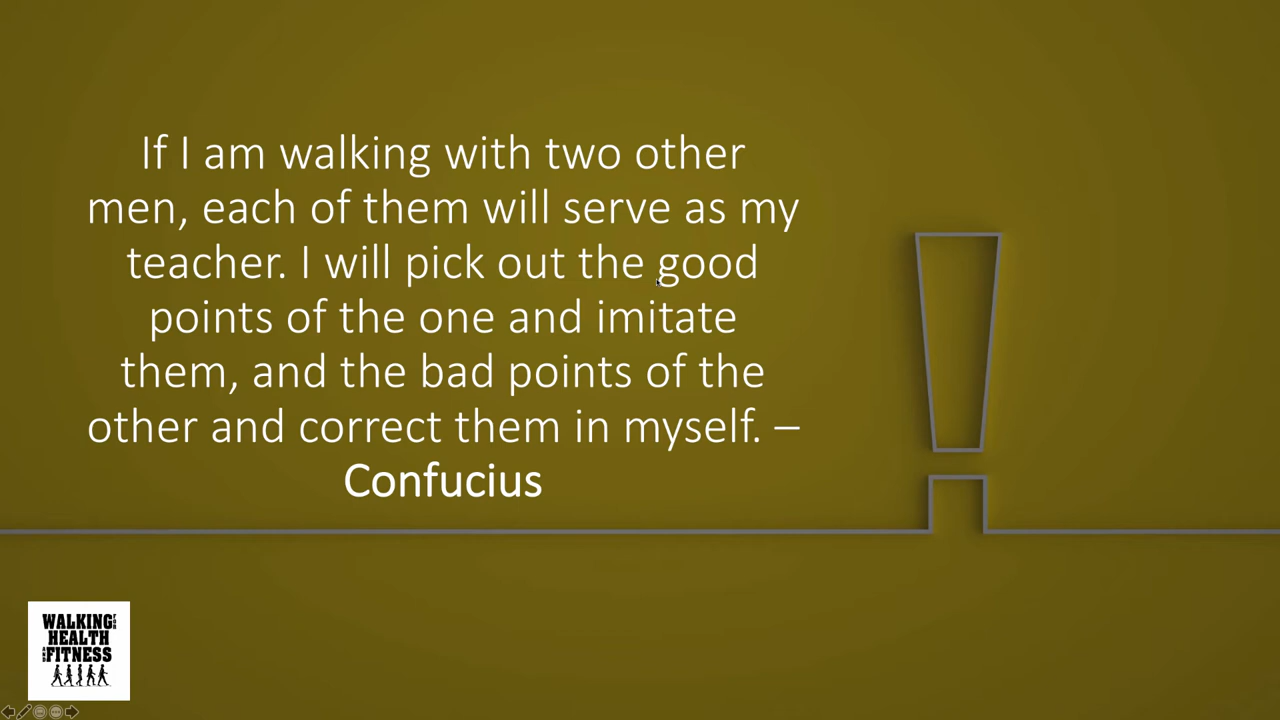 If I am walking with two other
men, each of them will serve as my
teacher. I will pick out the good
points of the one and imitate
them, and the bad points of the
other and correct them in myself. –
Confucius
WALKING FOR
HEALTH
AND FITNESS